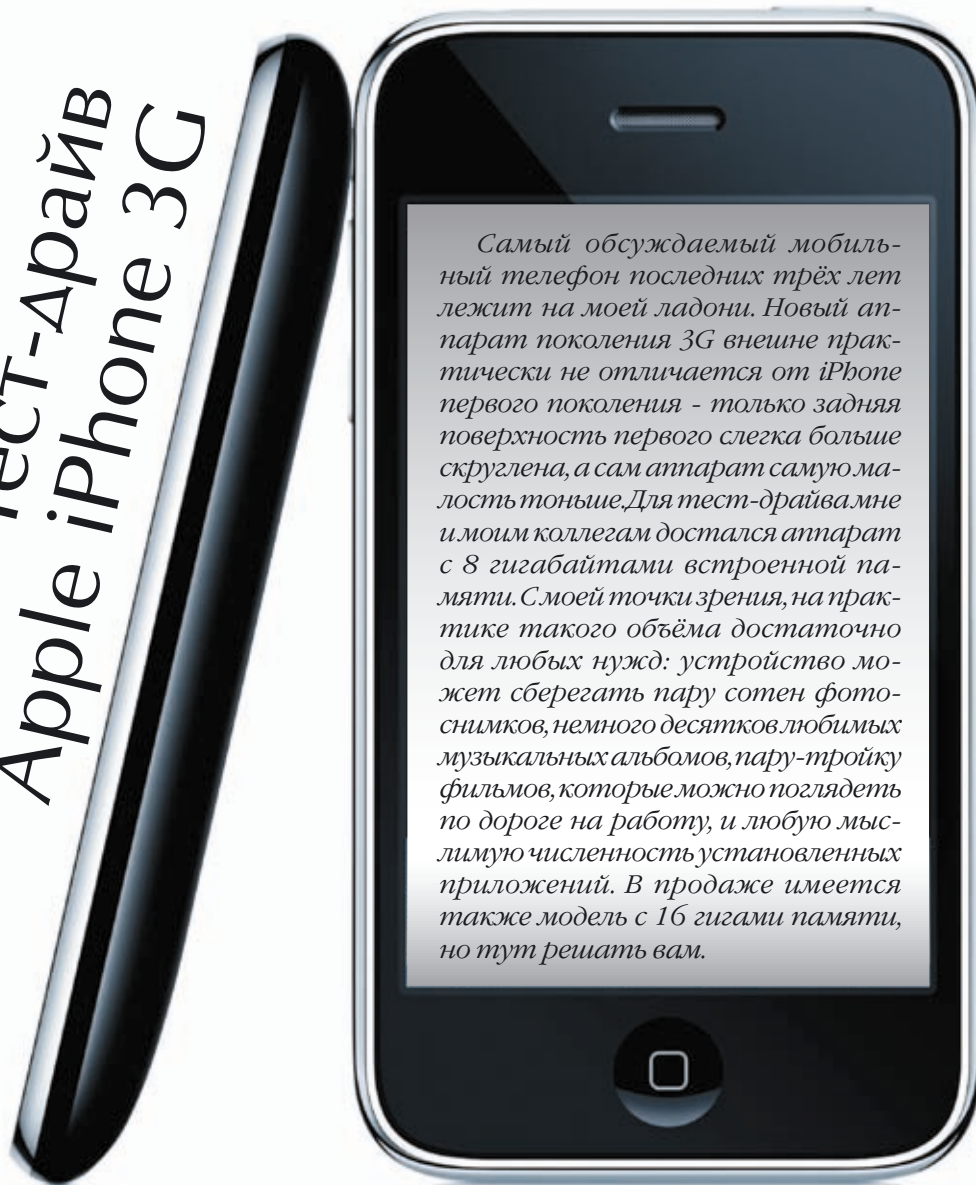 Тест-драйв
Apple iPhone 3G
Самый обсуждаемый мобиль-
ный телефон последних трёх лет
лежит на моей ладони. Новый ап-
парат поколения 3G внешне прак-
тически не отличается от iPhone
первого поколения - только задняя
поверхность первого слегка больше
скруглена, а сам аппарат самую ма-
лость тоньше. Для тест-драйва мне
и моим коллегам достался аппарат
с 8 гигабайтами встроенной па-
мяти. С моей точки зрения, на прак-
тике такого объёма достаточно
для любых нужд: устройство мо-
жет сберегать пару сотен фото-
снимков, немного десятков любимых
музыкальных альбомов, пару-тройку
фильмов, которые можно поглядеть
по дороге на работу, и любую мыс-
лимую численность установленных
приложений. В продаже имеется
также модель с 16 гигами памяти,
но тут решать вам.